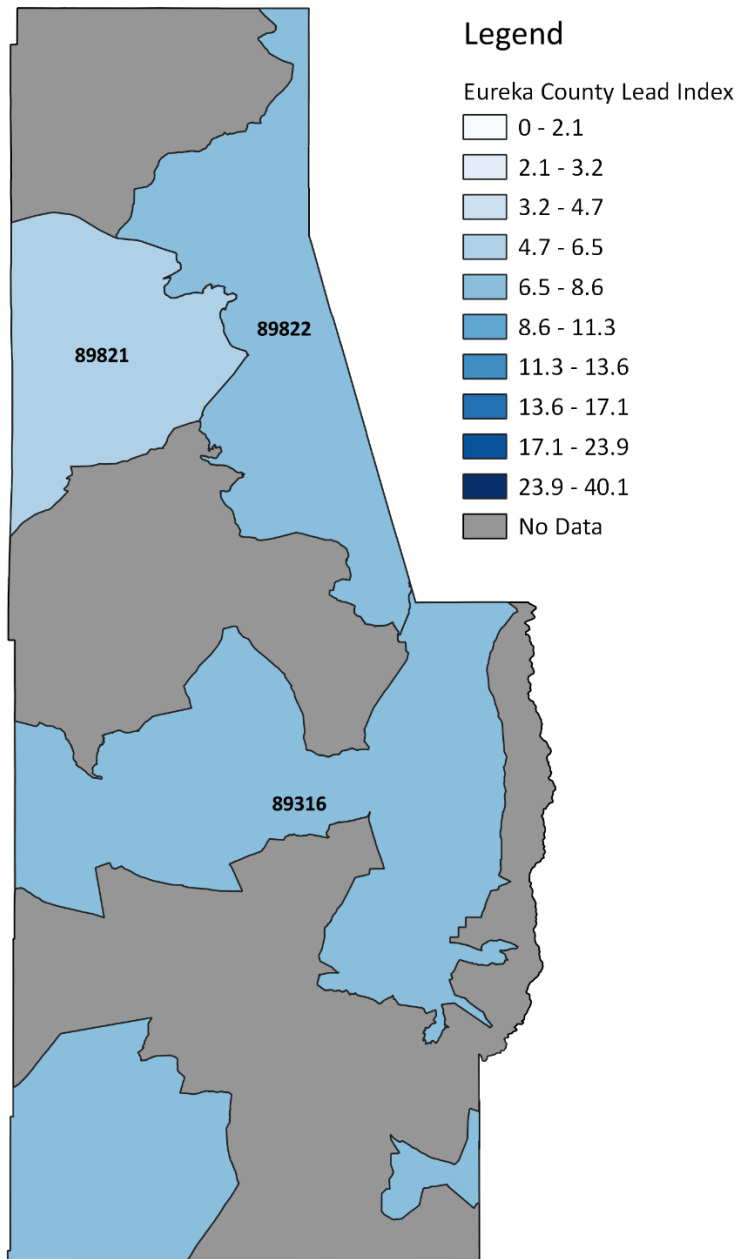 Legend
Eureka County Lead Index
0 - 2.1
2.1 - 3.2
3.2 - 4.7
4.7 - 6.5
6.5 - 8.6
8.6 - 11.3
11.3 - 13.6
13.6 - 17.1
17.1 - 23.9
23.9 - 40.1
No Data
89822
89821
89316